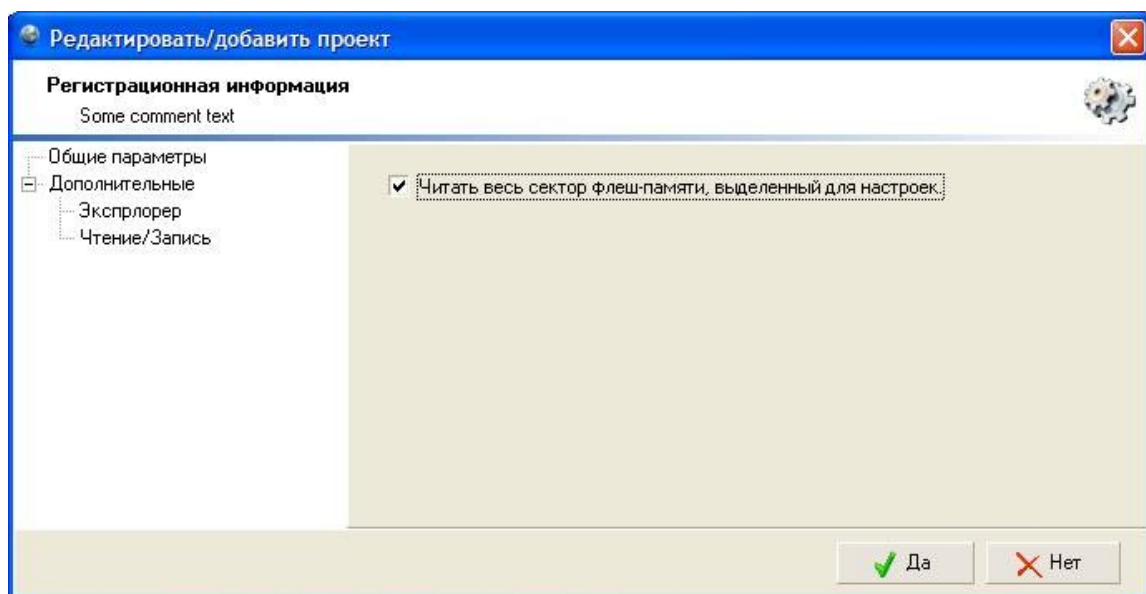 Редактировать/добавить проект
Регистрационная информация
Some comment text
Общие параметры
Дополнительные
Экспрлорер
Чтение/Запись
Читать весь сектор флеш-памяти, выделенный для настроек.
Да
Нет